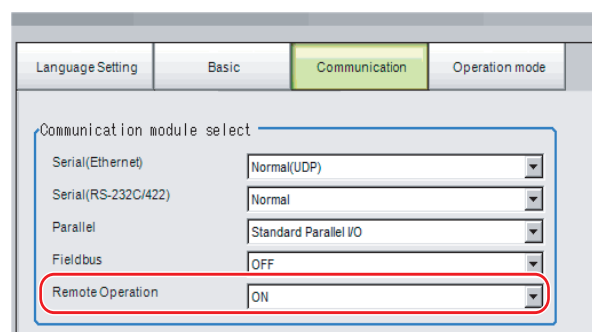 Language Setting Basic Communication Operation mode
Communication module select
Serial(Ethernet) Normal(UDP)
Serial(RS-232C/422) Normal
Parallel Standard Parallel I/O
Fieldbus OFF
Remote Operation ON